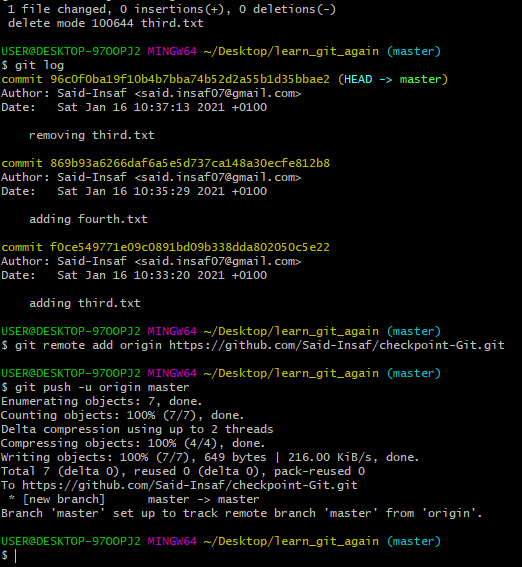 1 file changed, 0 insertions(+), 0 deletions(-)
 delete mode 100644 third.txt
USER@DESKTOP-97OOPJ2 MINGW64 ~/Desktop/learn_git_again (master)
$ git log
commit 96c0f0ba19f10b4b7bba74b52d2a55b1d35bbae2 (HEAD -> master)
Author: Said-Insaf <said.insaf07@gmail.com>
Date:   Sat Jan 16 10:37:13 2021 +0100
    removing third.txt
commit 869b93a6266daf6a5e5d737ca148a30ecfe812b8
Author: Said-Insaf <said.insaf07@gmail.com>
Date:   Sat Jan 16 10:35:29 2021 +0100
    adding fourth.txt
commit f0ce549771e09c0891bd09b338dda802050c5e22
Author: Said-Insaf <said.insaf07@gmail.com>
Date:   Sat Jan 16 10:33:20 2021 +0100
    adding third.txt
USER@DESKTOP-97OOPJ2 MINGW64 ~/Desktop/learn_git_again (master)
$ git remote add origin https://github.com/Said-Insaf/checkpoint-Git.git
USER@DESKTOP-97OOPJ2 MINGW64 ~/Desktop/learn_git_again (master)
$ git push -u origin master
Enumerating objects: 7, done.
Counting objects: 100% (7/7), done.
Delta compression using up to 2 threads
Compressing objects: 100% (4/4), done.
Writing objects: 100% (7/7), 649 bytes | 216.00 KiB/s, done.
Total 7 (delta 0), reused 0 (delta 0), pack-reused 0
To https://github.com/Said-Insaf/checkpoint-Git.git
 * [new branch]      master -> master
Branch 'master' set up to track remote branch 'master' from 'origin'.
USER@DESKTOP-97OOPJ2 MINGW64 ~/Desktop/learn_git_again (master)
$